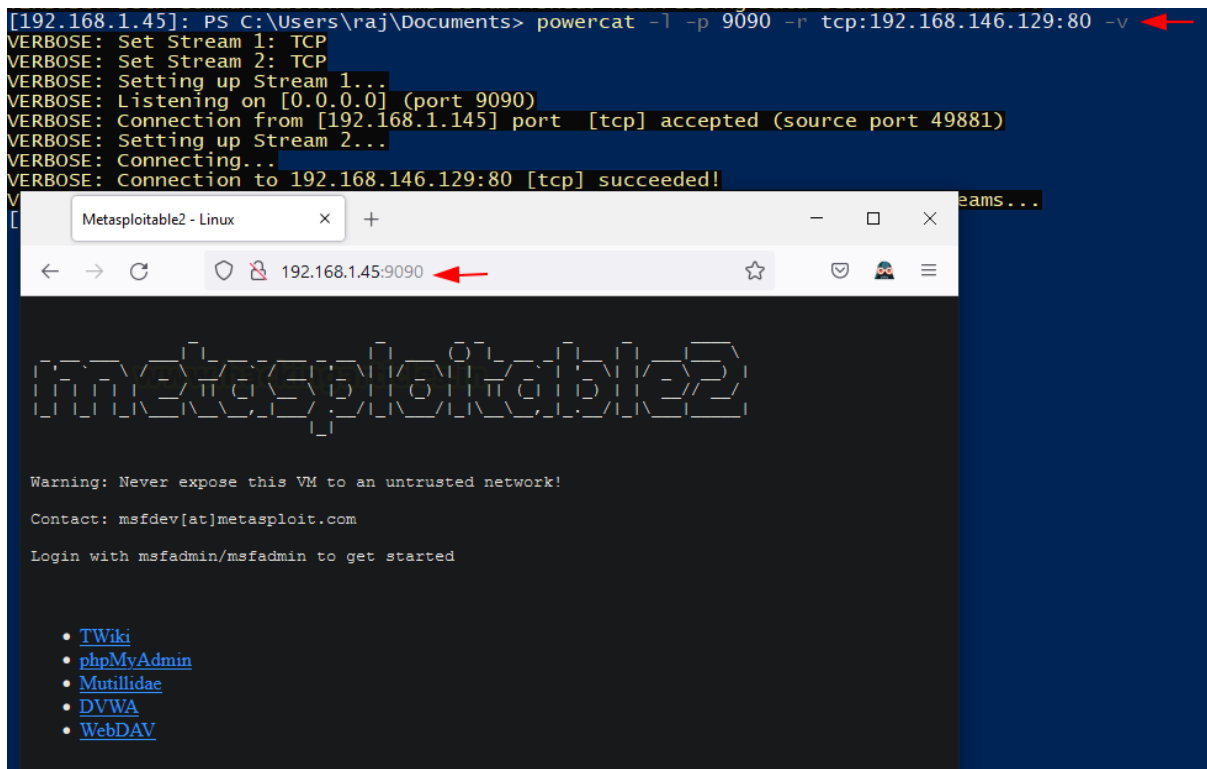 [192.168.1.45]: PS C:\Users\raj\Documents> powercat -l -p 9090 -r tcp:192.168.146.129:80 -v
VERBOSE: Set Stream 1: TCP
VERBOSE: Set Stream 2: TCP
VERBOSE: Setting up Stream 1...
VERBOSE: Listening on [0.0.0.0] (port 9090)
VERBOSE: Connection from [192.168.1.145] port  [tcp] accepted (source port 49881)
VERBOSE: Setting up Stream 2...
VERBOSE: Connecting...
VERBOSE: Connection to 192.168.146.129:80 [tcp] succeeded!
V eams...
[
Metasploitable2 - Linux
192.168.1.45:9090
metasploitable2
Warning: Never expose this VM to an untrusted network!
Contact: msfdev[at]metasploit.com
Login with msfadmin/msfadmin to get started
TWiki
phpMyAdmin
Mutillidae
DVWA
WebDAV